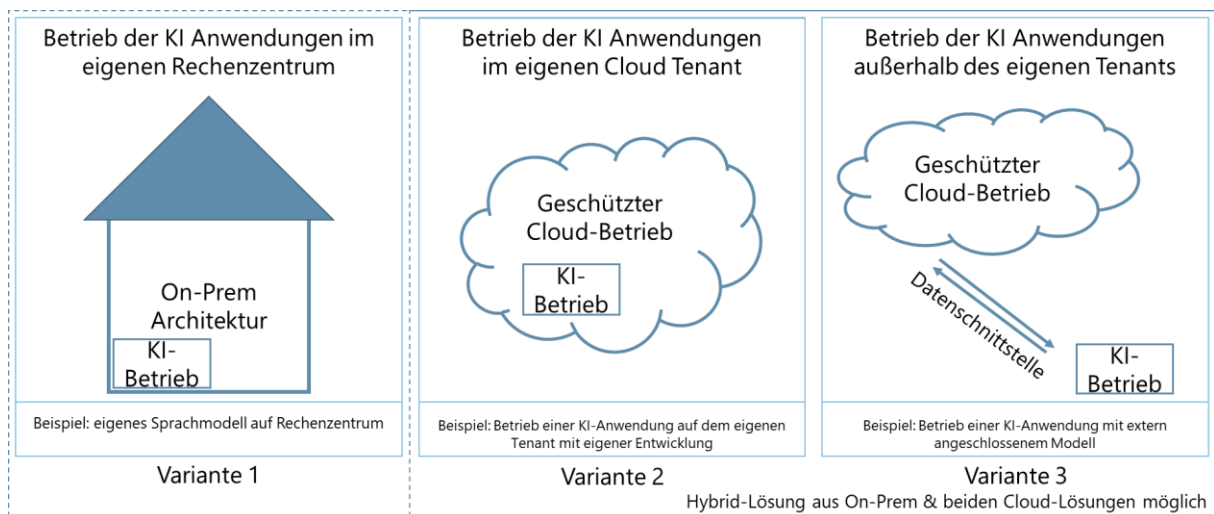 Betrieb der KI Anwendungen im
eigenen Rechenzentrum
On-Prem
Architektur
KI-
Betrieb
Beispiel: eigenes Sprachmodell auf Rechenzentrum
Variante 1
Betrieb der KI Anwendungen
im eigenen Cloud Tenant
Geschützter
Cloud-Betrieb
KI-
Betrieb
Beispiel: Betrieb einer KI-Anwendung auf dem eigenen
Tenant mit eigener Entwicklung
Variante 2
Betrieb der KI Anwendungen
außerhalb des eigenen Tenants
Geschützter
Cloud-Betrieb
Datenschnittstelle
KI-
Betrieb
Beispiel: Betrieb einer KI-Anwendung mit extern
angeschlossenem Modell
Variante 3
Hybrid-Lösung aus On-Prem & beiden Cloud-Lösungen möglich